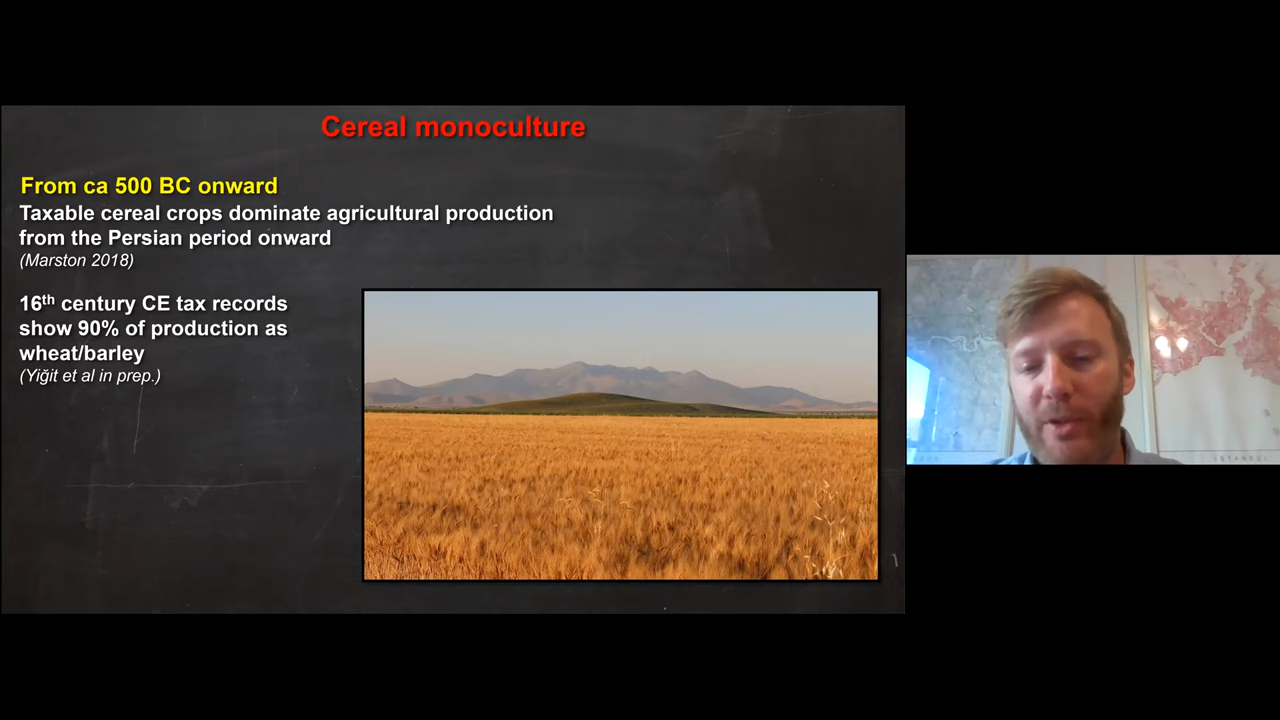 Cereal monoculture
From ca 500 BC onward
Taxable cereal crops dominate agricultural production
from the Persian period onward
(Marston 2018)
16th century CE tax records
show 90% of production as
wheat/barley
(Yiğit et al in prep.)
ISTANBUL